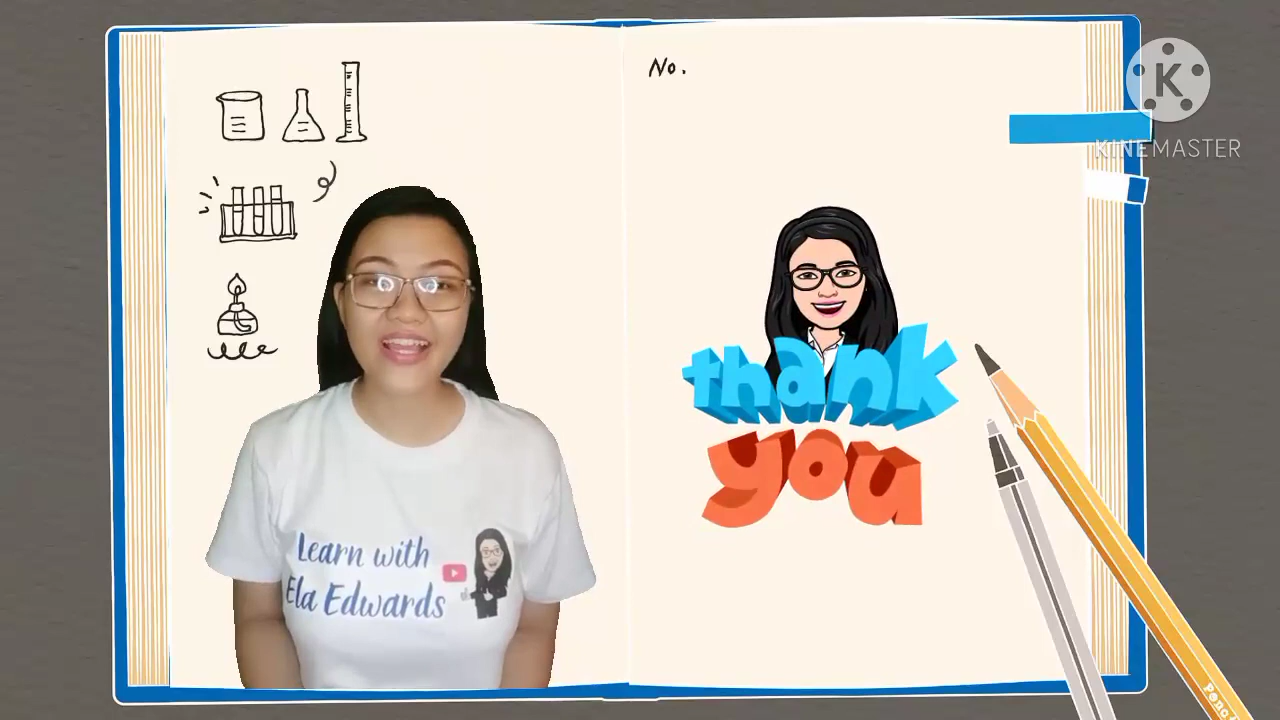 No.
K
KINEMASTER
thank
you
Learn with
Ela Edwards